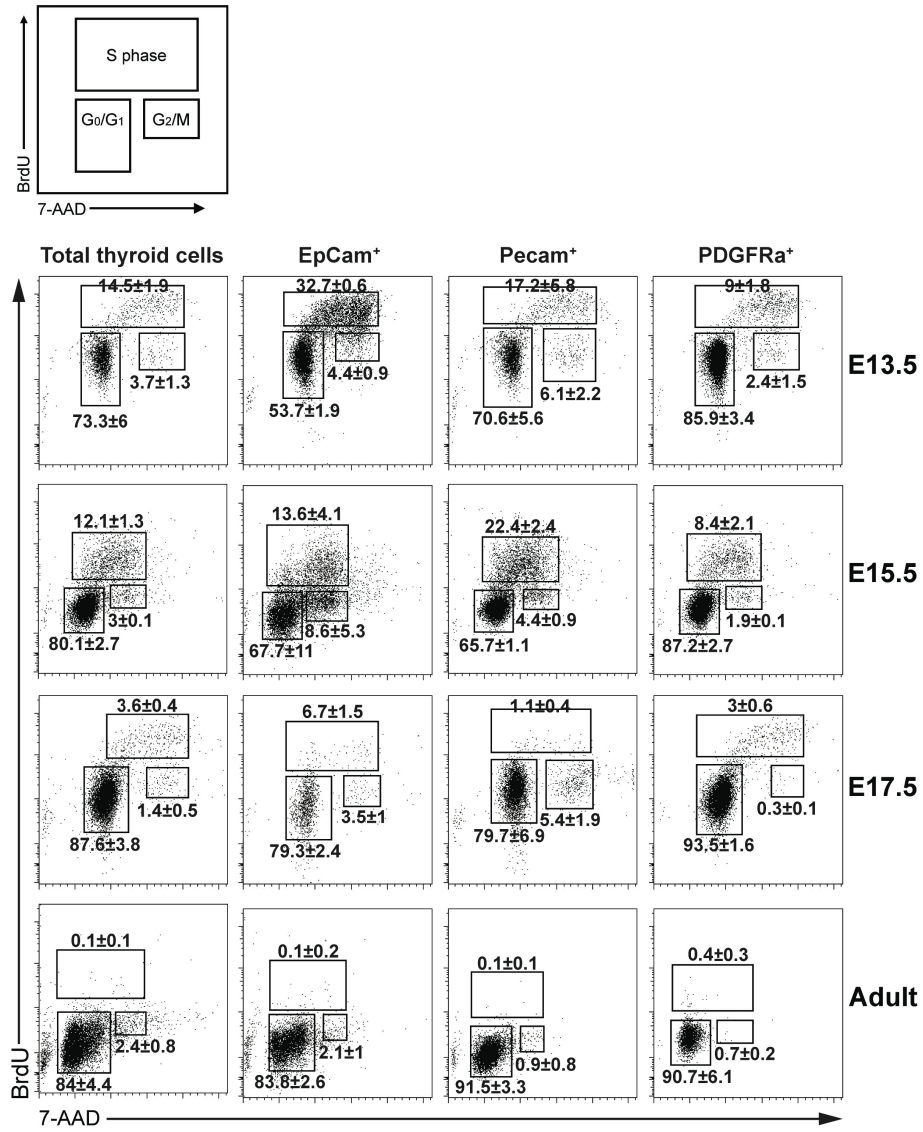 S phase
G0/G1 G2/M
BrdU
7-AAD
Total thyroid cells EpCam+ Pecam+ PDGFRa+
14.5±1.9 32.7±0.6 17.2±5.8 9±1.8
E13.5
3.7±1.3 4.4±0.9 6.1±2.2 2.4±1.5
73.3±6 53.7±1.9 70.6±5.6 85.9±3.4
12.1±1.3 13.6±4.1 22.4±2.4 8.4±2.1
E15.5
3±0.1 8.6±5.3 4.4±0.9 1.9±0.1
80.1±2.7 67.7±11 65.7±1.1 87.2±2.7
3.6±0.4 6.7±1.5 1.1±0.4 3±0.6
E17.5
1.4±0.5 3.5±1 5.4±1.9 0.3±0.1
87.6±3.8 79.3±2.4 79.7±6.9 93.5±1.6
0.1±0.1 0.1±0.2 0.1±0.1 0.4±0.3
Adult
2.4±0.8 2.1±1 0.9±0.8 0.7±0.2
84±4.4 83.8±2.6 91.5±3.3 90.7±6.1
BrdU
7-AAD